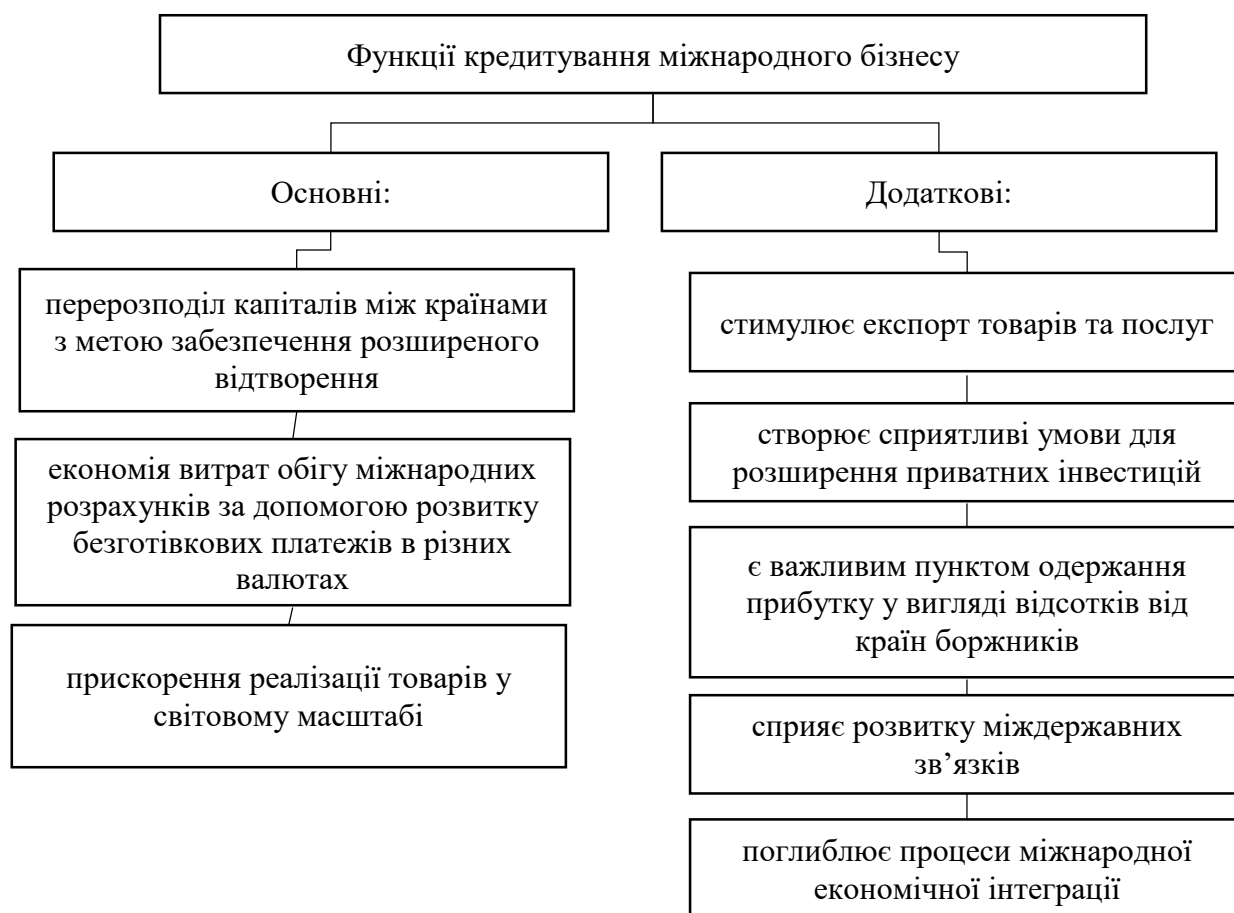 Функції кредитування міжнародного бізнесу
Основні:
перерозподіл капіталів між країнами
з метою забезпечення розширеного
відтворення
економія витрат обігу міжнародних
розрахунків за допомогою розвитку
безготівкових платежів в різних
валютах
прискорення реалізації товарів у
світовому масштабі
Додаткові:
стимулює експорт товарів та послуг
створює сприятливі умови для
розширення приватних інвестицій
є важливим пунктом одержання
прибутку у вигляді відсотків від
країн боржників
сприяє розвитку міждержавних
зв’язків
поглиблює процеси міжнародної
економічної інтеграції